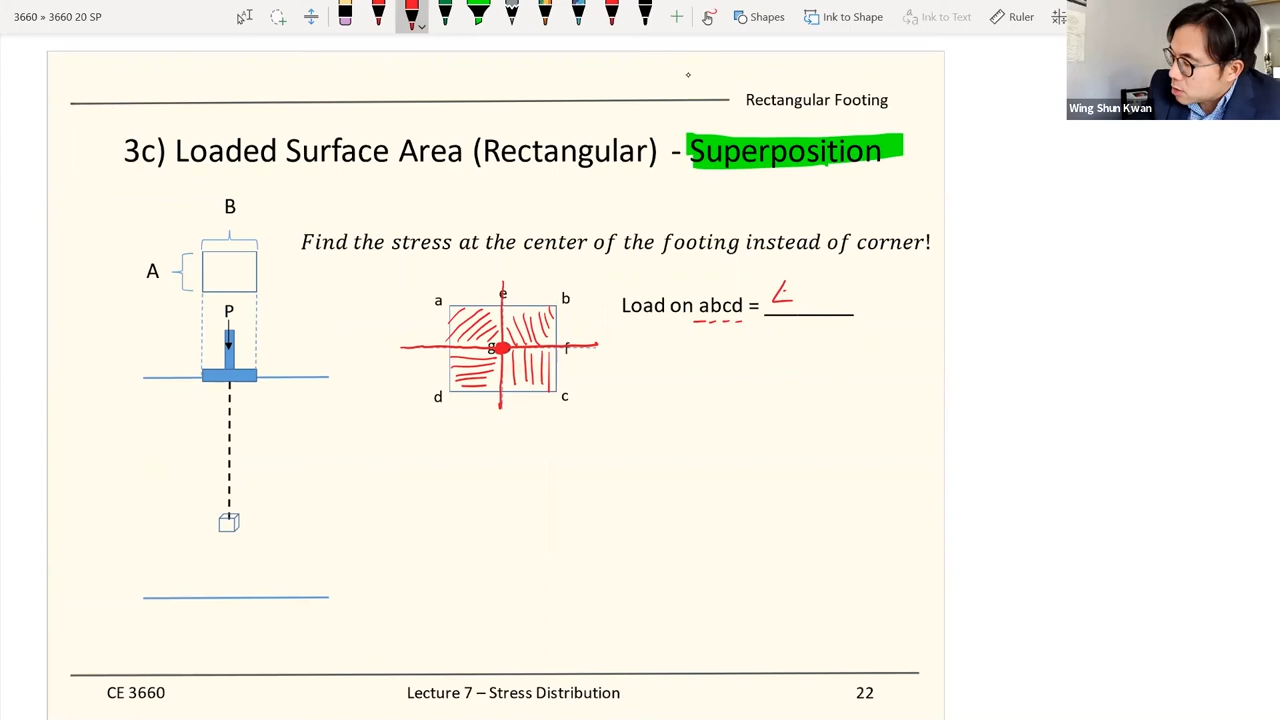 3660 » 3660 20 SP
Shapes
Ink to Shape
Ink to Text
Ruler
Wing Shun Kwan
Rectangular Footing
3c) Loaded Surface Area (Rectangular) - Superposition
B
Find the stress at the center of the footing instead of corner!
A
P
a
e
b
Load on abcd = ________
g
f
d
c
CE 3660
Lecture 7 – Stress Distribution
22